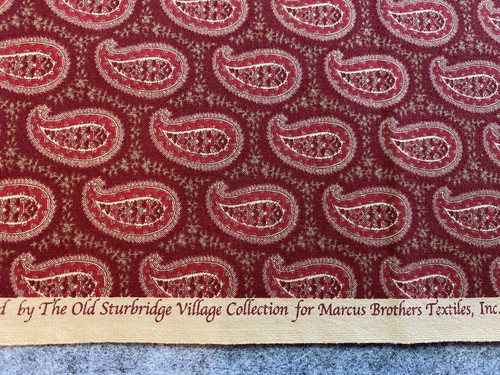 by The Old Sturbridge Village Collection for Marcus Brothers Textiles, Inc.